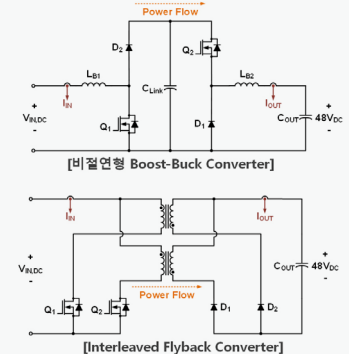 Power Flow
D2
Q2
LB1
CLink
LB2
IIN
IOUT
+
VIN,DC
-
Q1
D1
COUT
+
48VDC
-
[비절연형 Boost-Buck Converter]
IIN
IOUT
+
VIN,DC
-
COUT
+
48VDC
-
Power Flow
Q1
Q2
D1
D2
[Interleaved Flyback Converter]